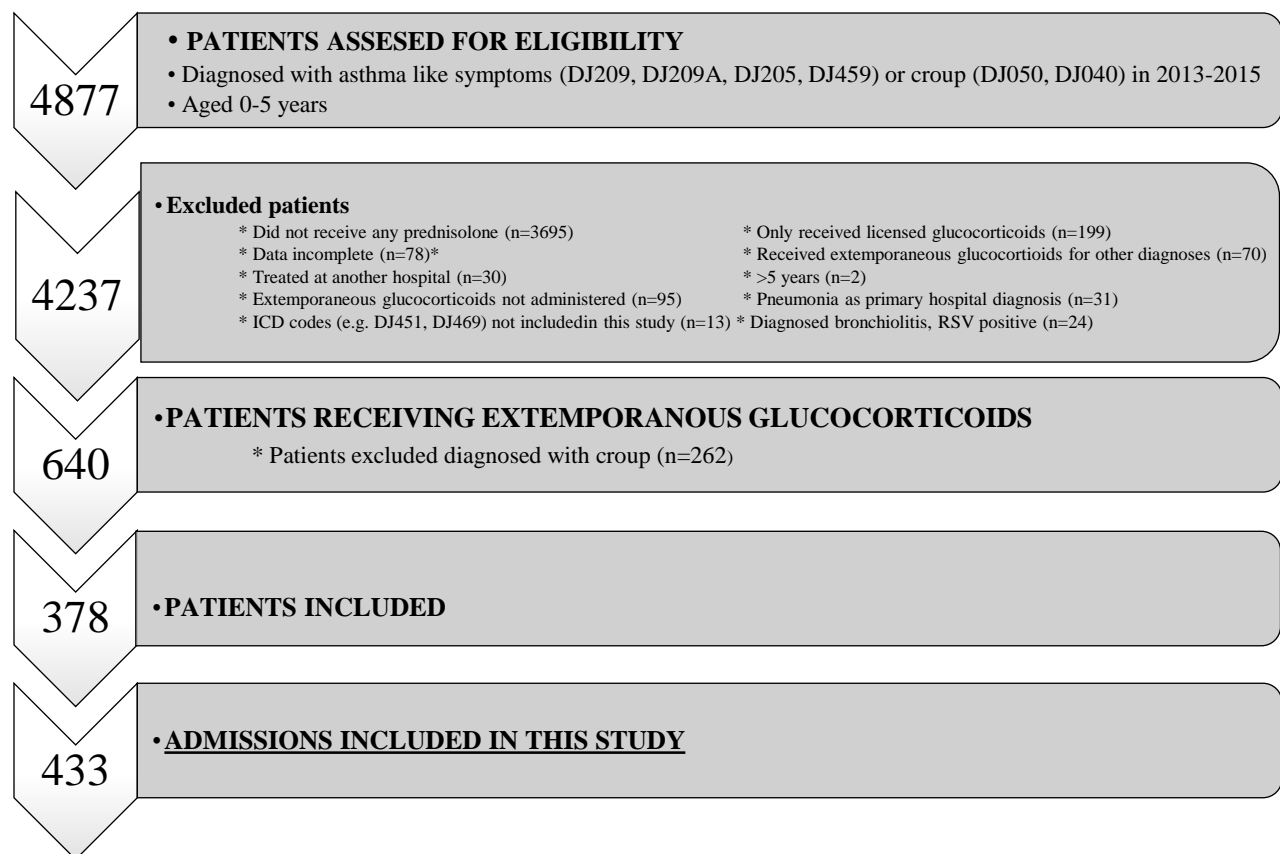 4877
• PATIENTS ASSESED FOR ELIGIBILITY
• Diagnosed with asthma like symptoms (DJ209, DJ209A, DJ205, DJ459) or croup (DJ050, DJ040) in 2013-2015
• Aged 0-5 years
4237
• Excluded patients
* Did not receive any prednisolone (n=3695) * Only received licensed glucocorticoids (n=199)
* Data incomplete (n=78)* * Received extemporaneous glucocortioids for other diagnoses (n=70)
* Treated at another hospital (n=30) * >5 years (n=2)
* Extemporaneous glucocorticoids not administered (n=95) * Pneumonia as primary hospital diagnosis (n=31)
* ICD codes (e.g. DJ451, DJ469) not includedin this study (n=13) * Diagnosed bronchiolitis, RSV positive (n=24)
640
• PATIENTS RECEIVING EXTEMPORANOUS GLUCOCORTICOIDS
* Patients excluded diagnosed with croup (n=262)
378
• PATIENTS INCLUDED
433
• ADMISSIONS INCLUDED IN THIS STUDY